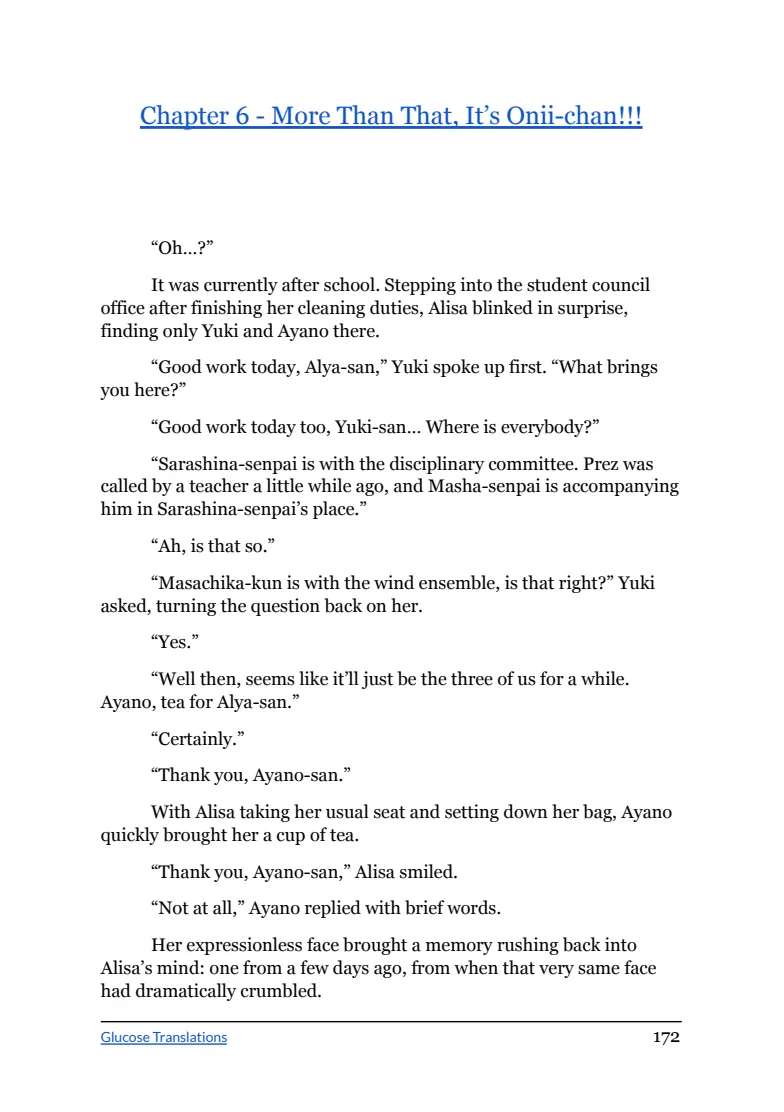 Chapter 6 - More Than That, It’s Onii-chan!!!
“Oh…?”
It was currently after school. Stepping into the student council
office after finishing her cleaning duties, Alisa blinked in surprise,
finding only Yuki and Ayano there.
“Good work today, Alya-san,” Yuki spoke up first. “What brings
you here?”
“Good work today too, Yuki-san… Where is everybody?”
“Sarashina-senpai is with the disciplinary committee. Prez was
called by a teacher a little while ago, and Masha-senpai is accompanying
him in Sarashina-senpai’s place.”
“Ah, is that so.”
“Masachika-kun is with the wind ensemble, is that right?” Yuki
asked, turning the question back on her.
“Yes.”
“Well then, seems like it’ll just be the three of us for a while.
Ayano, tea for Alya-san.”
“Certainly.”
“Thank you, Ayano-san.”
With Alisa taking her usual seat and setting down her bag, Ayano
quickly brought her a cup of tea.
“Thank you, Ayano-san,” Alisa smiled.
“Not at all,” Ayano replied with brief words.
Her expressionless face brought a memory rushing back into
Alisa’s mind: one from a few days ago, from when that very same face
had dramatically crumbled.
Glucose Translations 172